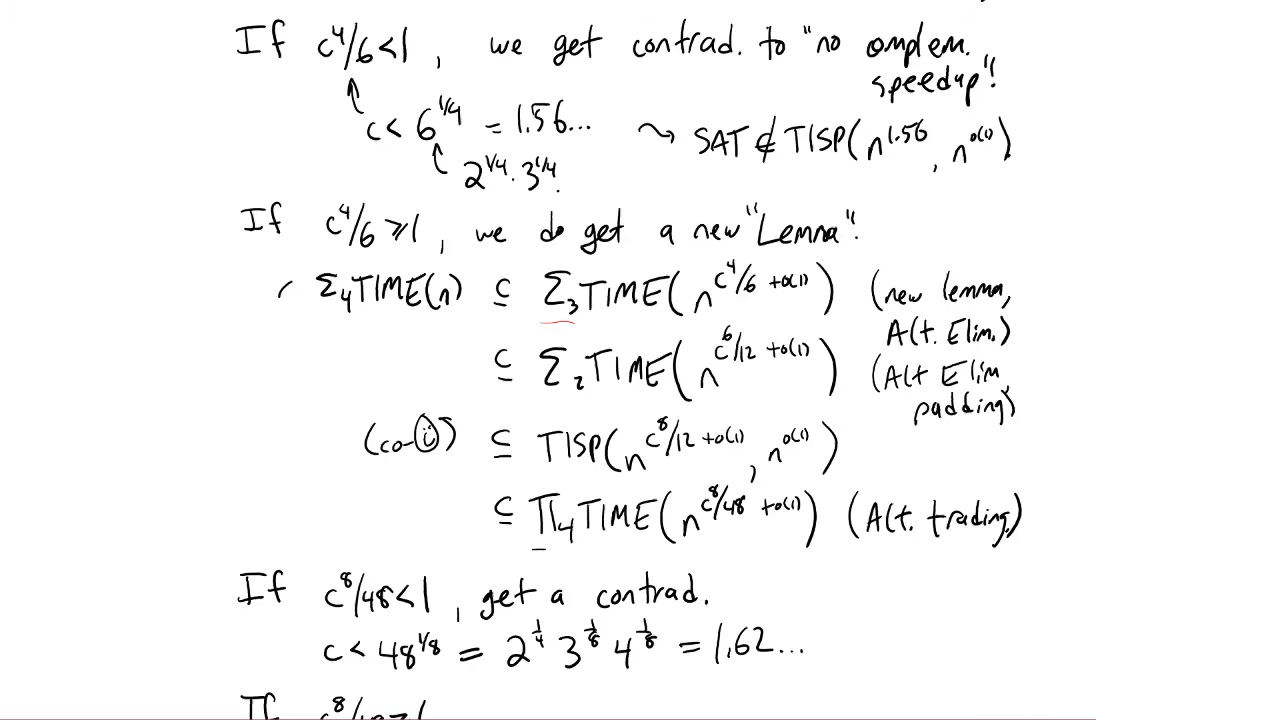 If c^4/6<1, we get contrad. to "no complem. speedup"!
c < 6^{1/4} = 1.56... ⇝ SAT ∉ TISP(n^{1.56}, n^{o(1)})
2^{1/4}·3^{1/4}.
If c^4/6 ≥ 1, we do get a new "Lemma".
Σ_4TIME(n) ⊆ Σ_3TIME(n^{c^4/6 + o(1)}) (new lemma, Alt. Elim.)
⊆ Σ_2TIME(n^{c^6/12 + o(1)}) (Alt Elim, padding)
(co-ü) ⊆ TISP(n^{c^8/12 + o(1)}, n^{o(1)})
⊆ Π_4TIME(n^{c^8/48 + o(1)}) (Alt. trading.)
If c^8/48<1, get a contrad.
c < 48^{1/8} = 2^{1/4} 3^{1/8} 4^{1/8} = 1.62...
If